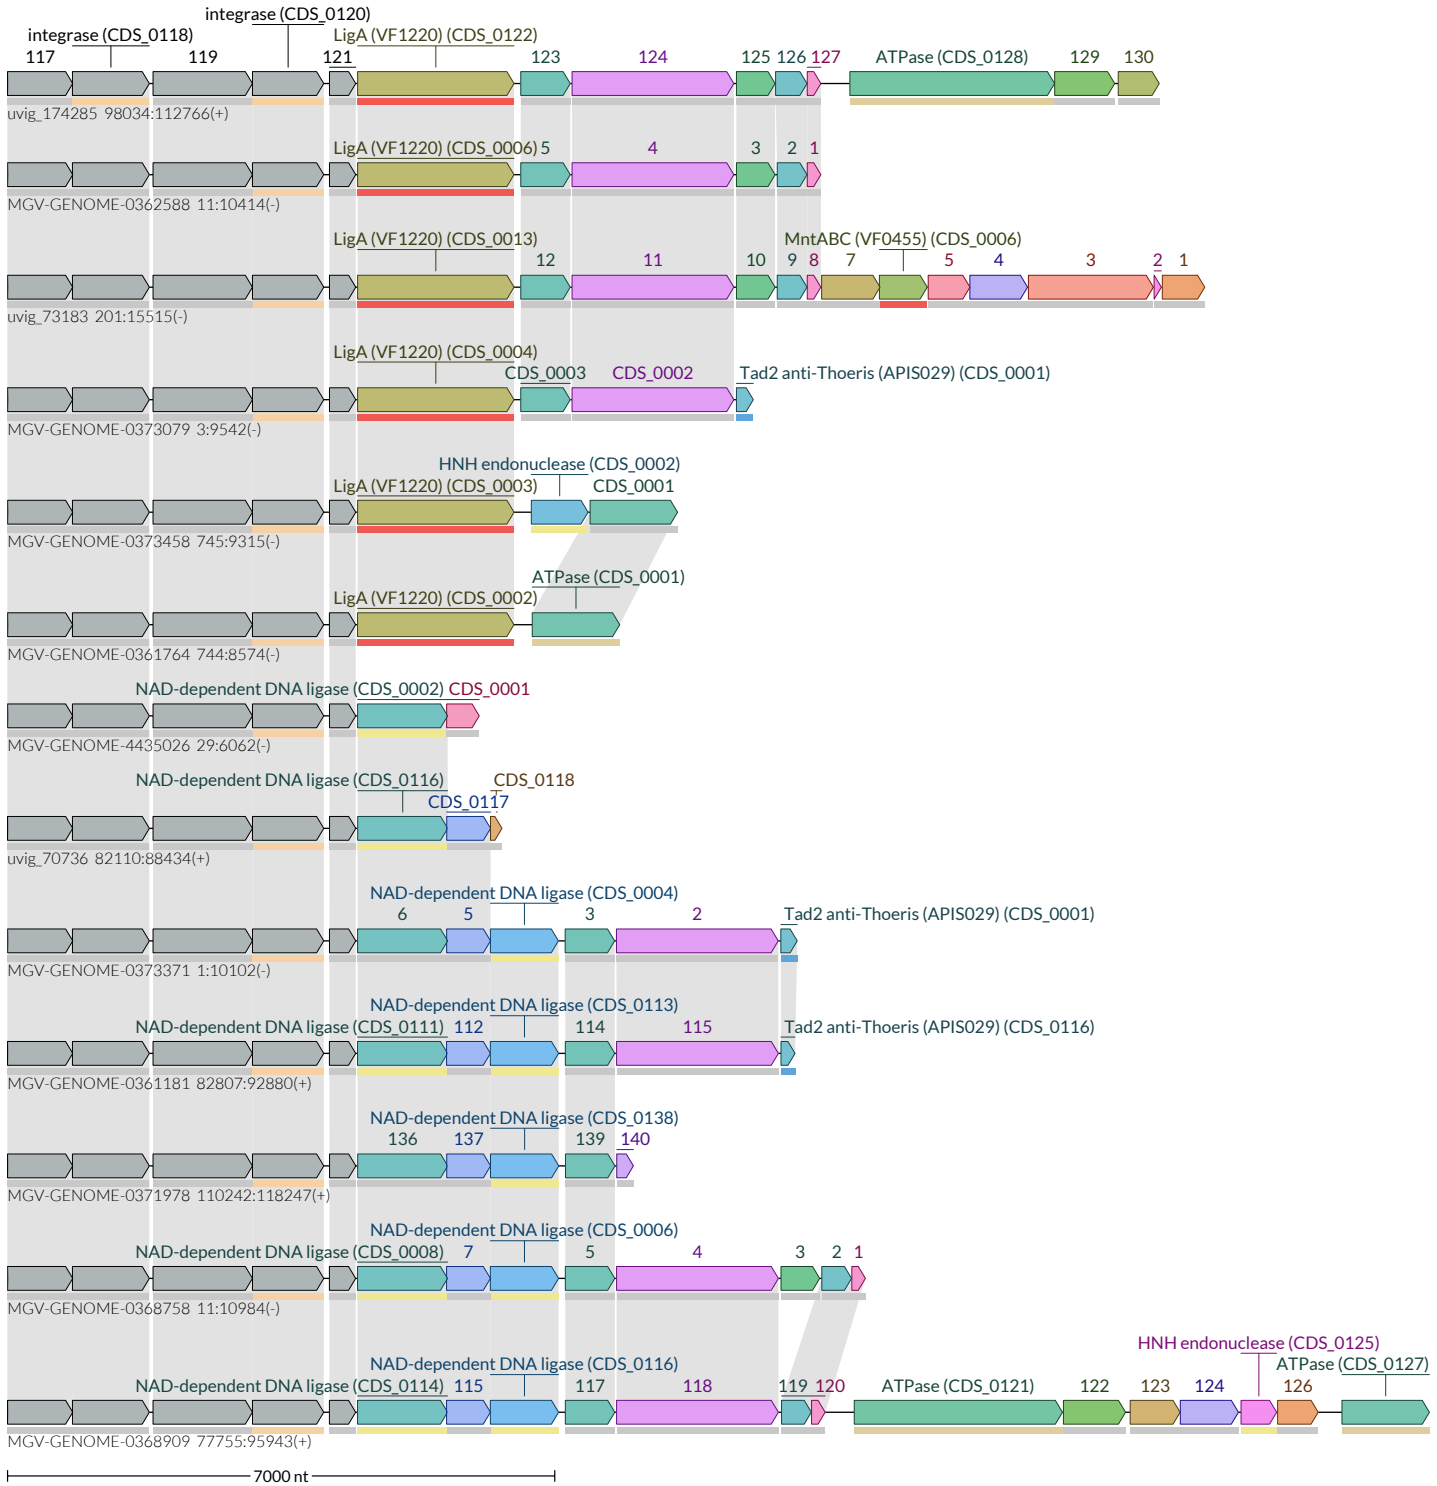 integrase (CDS_0120)
integrase (CDS_0118) LigA (VF1220) (CDS_0122)
117 119 121 123 124 125 126 127 ATPase (CDS_0128) 129 130
uvig_174285 98034:112766(+)
LigA (VF1220) (CDS_0006) 5 4 3 2 1
MGV-GENOME-0362588 11:10414(-)
LigA (VF1220) (CDS_0013) MntABC (VF0455) (CDS_0006)
12 11 10 9 8 7 5 4 3 2 1
uvig_73183 201:15515(-)
LigA (VF1220) (CDS_0004)
CDS_0003 CDS_0002 Tad2 anti-Thoeris (APIS029) (CDS_0001)
MGV-GENOME-0373079 3:9542(-)
HNH endonuclease (CDS_0002)
LigA (VF1220) (CDS_0003) CDS_0001
MGV-GENOME-0373458 745:9315(-)
ATPase (CDS_0001)
LigA (VF1220) (CDS_0002)
MGV-GENOME-0361764 744:8574(-)
NAD-dependent DNA ligase (CDS_0002) CDS_0001
MGV-GENOME-4435026 29:6062(-)
NAD-dependent DNA ligase (CDS_0116) CDS_0118
CDS_0117
uvig_70736 82110:88434(+)
NAD-dependent DNA ligase (CDS_0004)
6 5 3 2 Tad2 anti-Thoeris (APIS029) (CDS_0001)
MGV-GENOME-0373371 1:10102(-)
NAD-dependent DNA ligase (CDS_0113)
NAD-dependent DNA ligase (CDS_0111) 112 114 115 Tad2 anti-Thoeris (APIS029) (CDS_0116)
MGV-GENOME-0361181 82807:92880(+)
NAD-dependent DNA ligase (CDS_0138)
136 137 139 140
MGV-GENOME-0371978 110242:118247(+)
NAD-dependent DNA ligase (CDS_0006)
NAD-dependent DNA ligase (CDS_0008) 7 5 4 3 2 1
MGV-GENOME-0368758 11:10984(-)
HNH endonuclease (CDS_0125)
NAD-dependent DNA ligase (CDS_0116) ATPase (CDS_0127)
NAD-dependent DNA ligase (CDS_0114) 115 117 118 119 120 ATPase (CDS_0121) 122 123 124 126
MGV-GENOME-0368909 77755:95943(+)
7000 nt